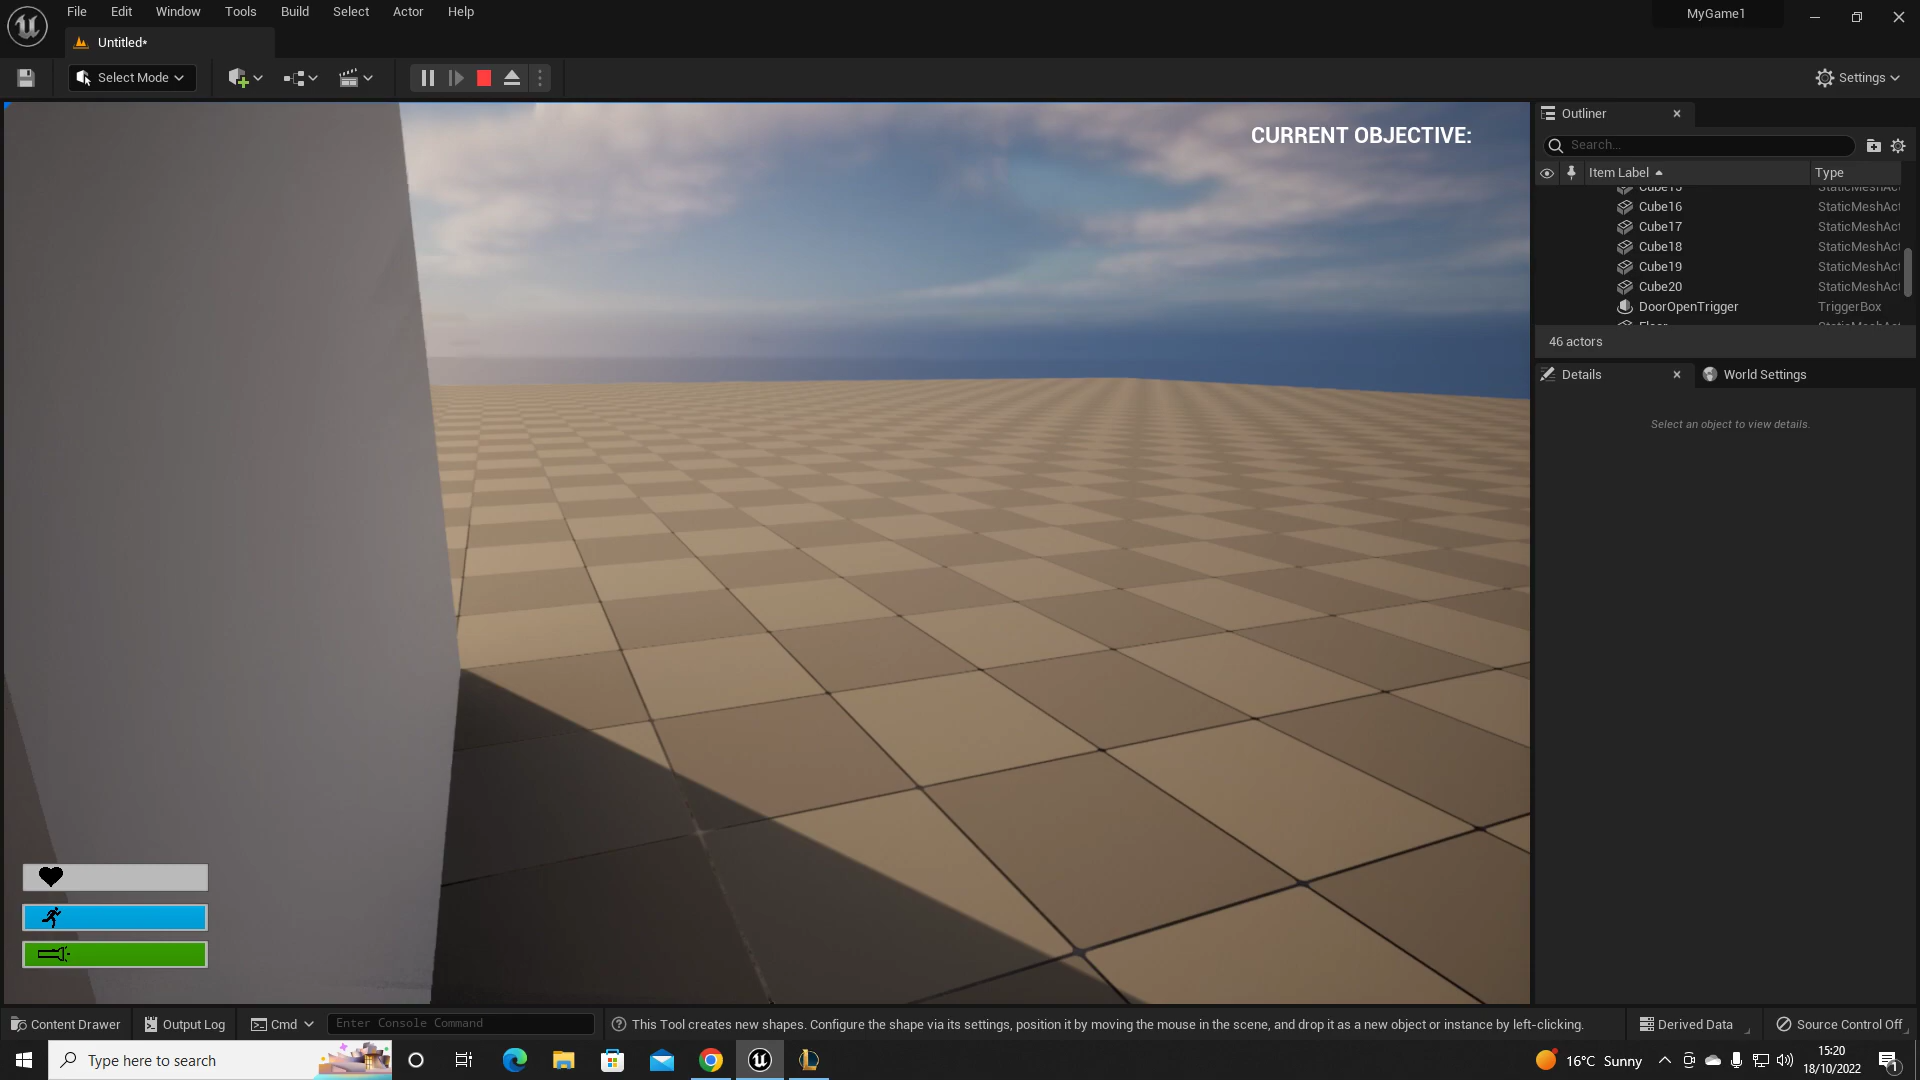 File Edit Window Tools Build Select Actor Help
MyGame1
Untitled*
Select Mode
Settings
CURRENT OBJECTIVE:
Outliner
Search...
Item Label Type
Cube15 StaticMeshAct
Cube16 StaticMeshAct
Cube17 StaticMeshAct
Cube18 StaticMeshAct
Cube19 StaticMeshAct
Cube20 StaticMeshAct
DoorOpenTrigger TriggerBox
Floor StaticMeshAct
46 actors
Details World Settings
Select an object to view details.
Content Drawer Output Log Cmd Enter Console Command This Tool creates new shapes. Configure the shape via its settings, position it by moving the mouse in the scene, and drop it as a new object or instance by left-clicking. Derived Data Source Control Off
Type here to search
16°C Sunny
15:20
18/10/2022
1